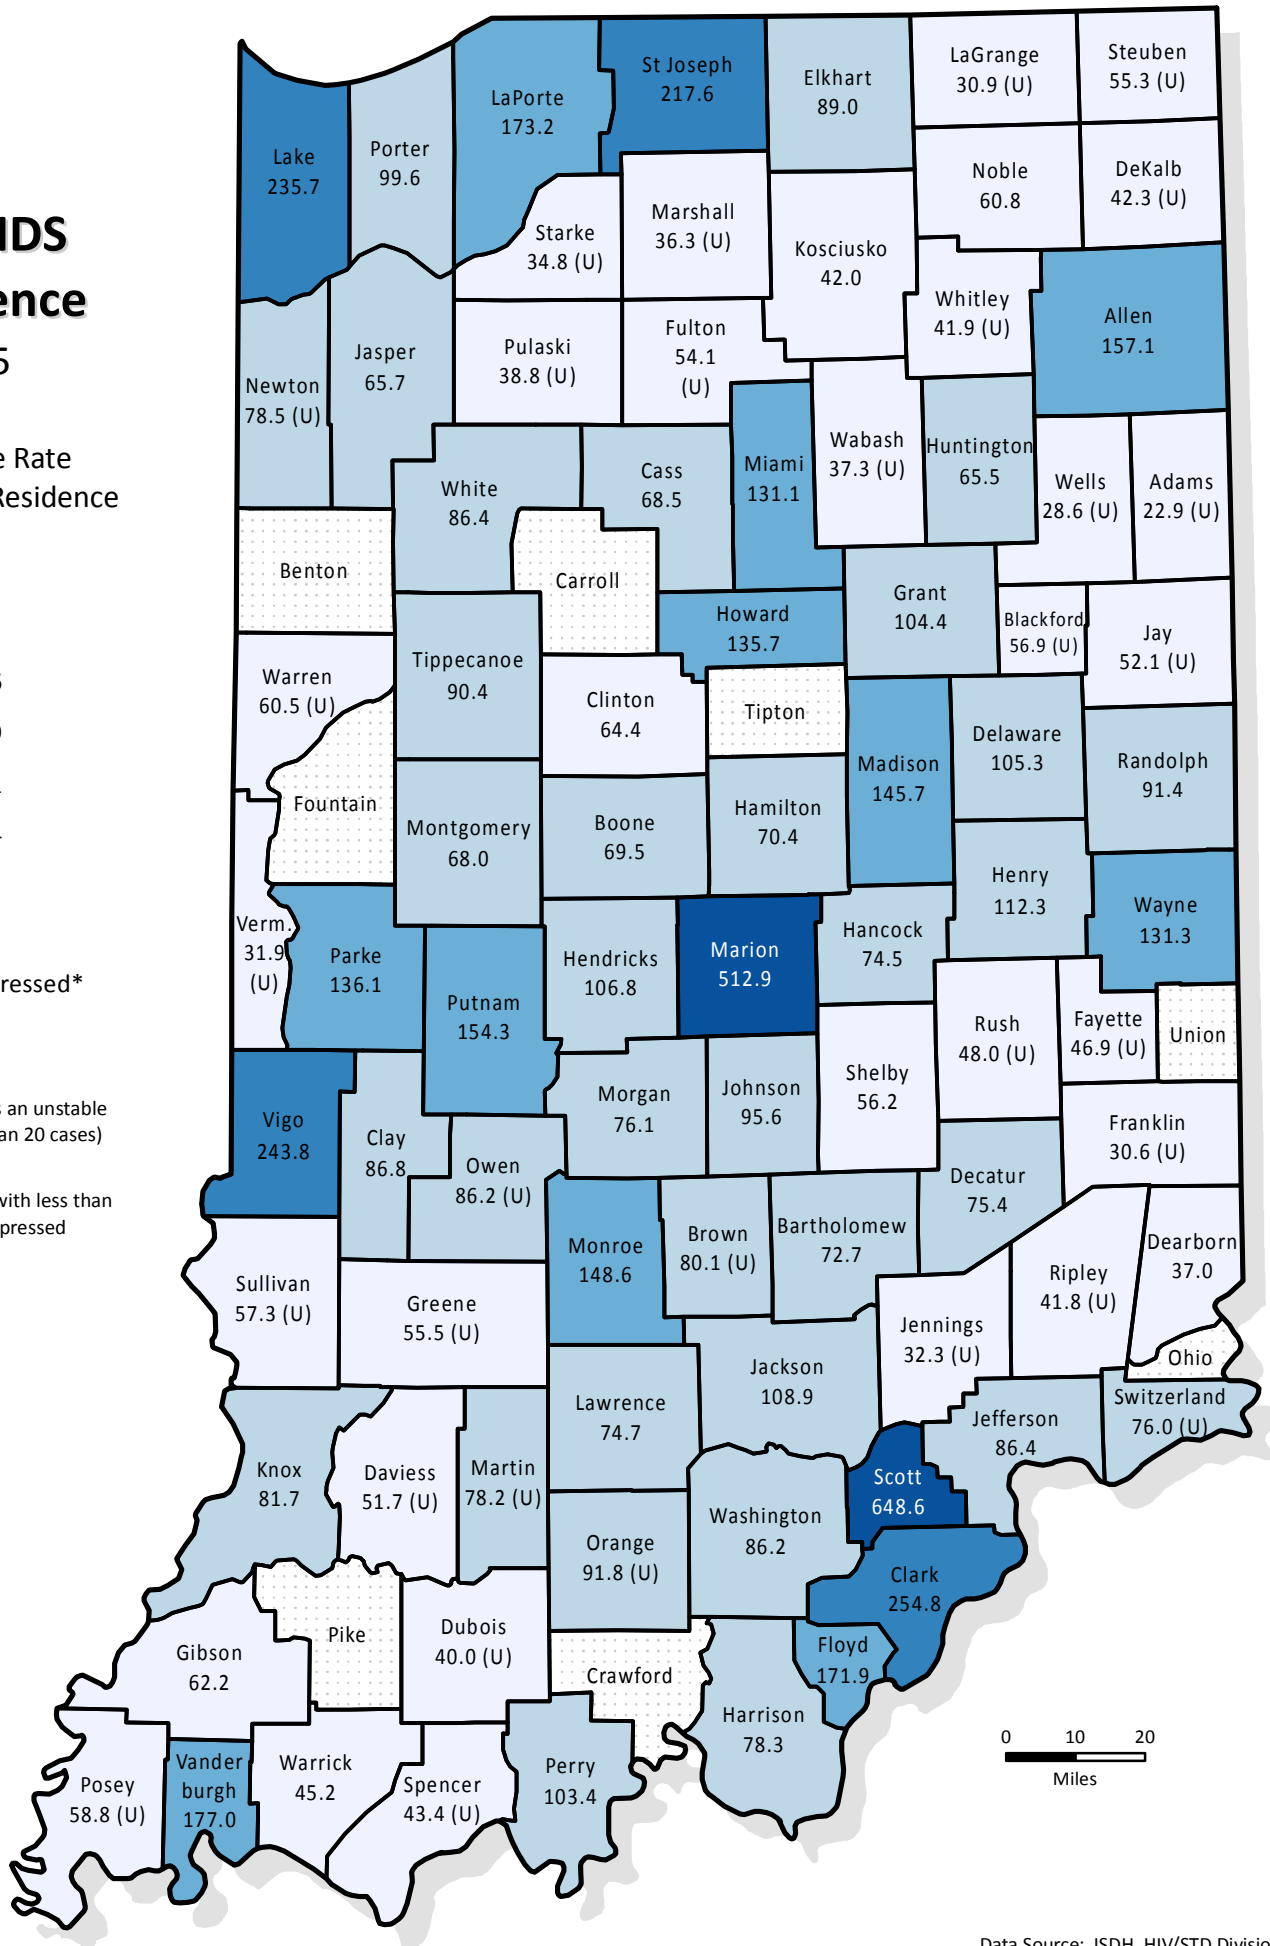 IDS
ence
5
e Rate
Residence
ressed*
s an unstable
an 20 cases)
with less than
pressed
Lake
235.7
Porter
99.6
LaPorte
173.2
St Joseph
217.6
Elkhart
89.0
LaGrange
30.9 (U)
Steuben
55.3 (U)
Noble
60.8
DeKalb
42.3 (U)
Starke
34.8 (U)
Marshall
36.3 (U)
Kosciusko
42.0
Whitley
41.9 (U)
Allen
157.1
Newton
78.5 (U)
Jasper
65.7
Pulaski
38.8 (U)
Fulton
54.1
(U)
White
86.4
Cass
68.5
Miami
131.1
Wabash
37.3 (U)
Huntington
65.5
Wells
28.6 (U)
Adams
22.9 (U)
Benton
Carroll
Howard
135.7
Grant
104.4
Blackford
56.9 (U)
Jay
52.1 (U)
Warren
60.5 (U)
Tippecanoe
90.4
Clinton
64.4
Tipton
Madison
145.7
Delaware
105.3
Randolph
91.4
Fountain
Montgomery
68.0
Boone
69.5
Hamilton
70.4
Henry
112.3
Wayne
131.3
Verm.
31.9
(U)
Parke
136.1
Putnam
154.3
Hendricks
106.8
Marion
512.9
Hancock
74.5
Rush
48.0 (U)
Fayette
46.9 (U)
Union
Vigo
243.8
Clay
86.8
Owen
86.2 (U)
Morgan
76.1
Johnson
95.6
Shelby
56.2
Franklin
30.6 (U)
Decatur
75.4
Sullivan
57.3 (U)
Greene
55.5 (U)
Monroe
148.6
Brown
80.1 (U)
Bartholomew
72.7
Jennings
32.3 (U)
Ripley
41.8 (U)
Dearborn
37.0
Ohio
Switzerland
76.0 (U)
Jefferson
86.4
Jackson
108.9
Lawrence
74.7
Knox
81.7
Daviess
51.7 (U)
Martin
78.2 (U)
Orange
91.8 (U)
Washington
86.2
Scott
648.6
Clark
254.8
Floyd
171.9
Harrison
78.3
Crawford
Dubois
40.0 (U)
Pike
Gibson
62.2
Posey
58.8 (U)
Vander
burgh
177.0
Warrick
45.2
Spencer
43.4 (U)
Perry
103.4
0 10 20
Miles
Data Source: ISDH, HIV/STD Divisio